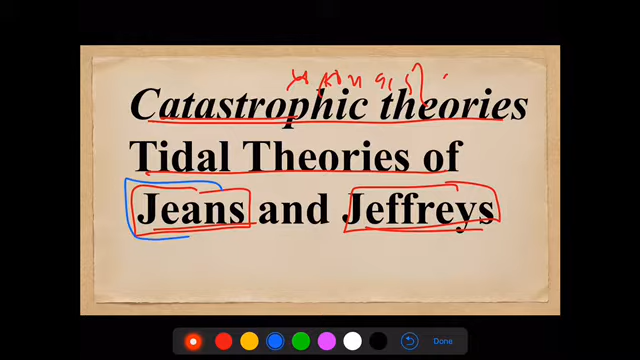 Catastrophic theories
Tidal Theories of
Jeans and Jeffreys
Done